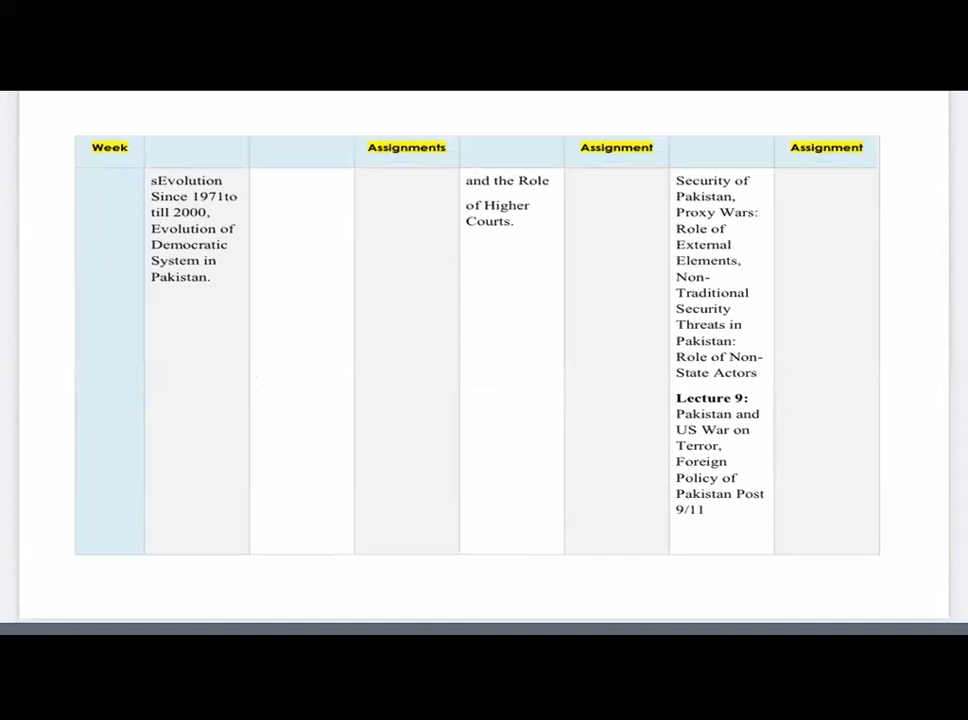 Week
Assignments
Assignment
Assignment
sEvolution
Since 1971to
till 2000,
Evolution of
Democratic
System in
Pakistan.
and the Role
of Higher
Courts.
Security of
Pakistan,
Proxy Wars:
Role of
External
Elements,
Non-
Traditional
Security
Threats in
Pakistan:
Role of Non-
State Actors
Lecture 9:
Pakistan and
US War on
Terror,
Foreign
Policy of
Pakistan Post
9/11